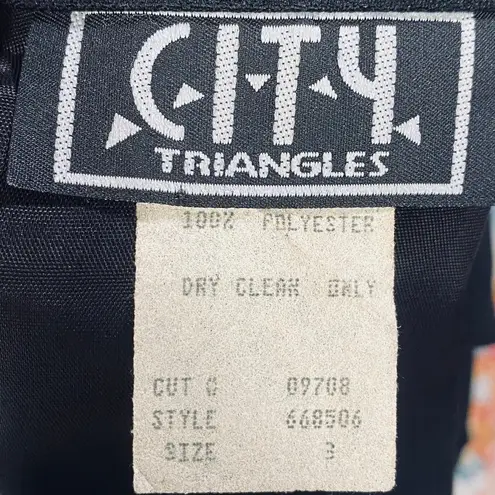 CITY
TRIANGLES
100% POLYESTER
DRY CLEAN ONLY
CUT # 09708
STYLE 668506
SIZE 3